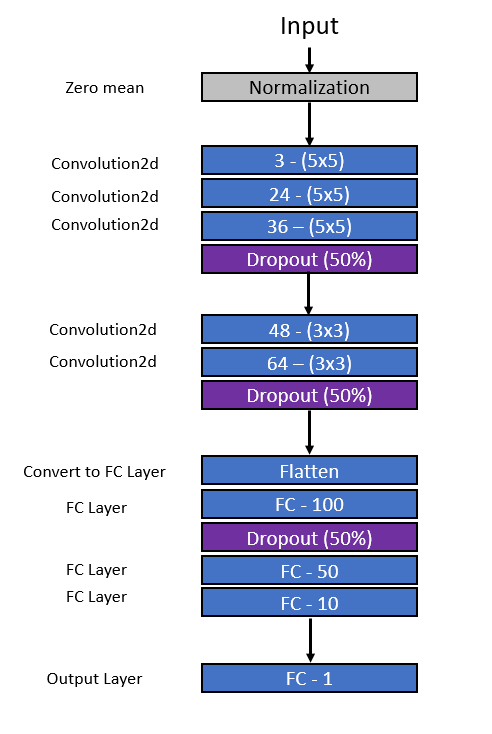 Input
Zero mean
Normalization
Convolution2d
3 - (5x5)
Convolution2d
24 - (5x5)
Convolution2d
36 – (5x5)
Dropout (50%)
Convolution2d
48 - (3x3)
Convolution2d
64 – (3x3)
Dropout (50%)
Convert to FC Layer
Flatten
FC Layer
FC - 100
Dropout (50%)
FC Layer
FC - 50
FC Layer
FC - 10
Output Layer
FC - 1